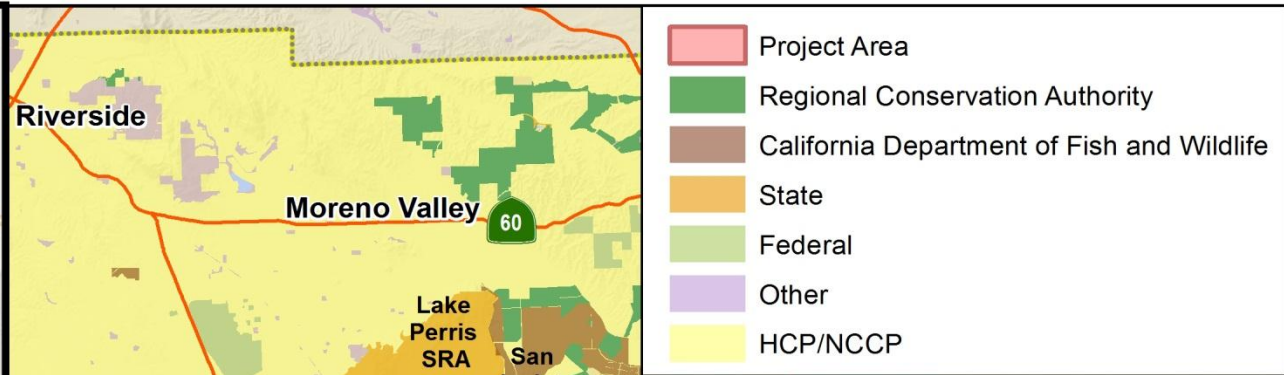 Riverside
Moreno Valley
60
Lake
Perris
SRA
San
Project Area
Regional Conservation Authority
California Department of Fish and Wildlife
State
Federal
Other
HCP/NCCP